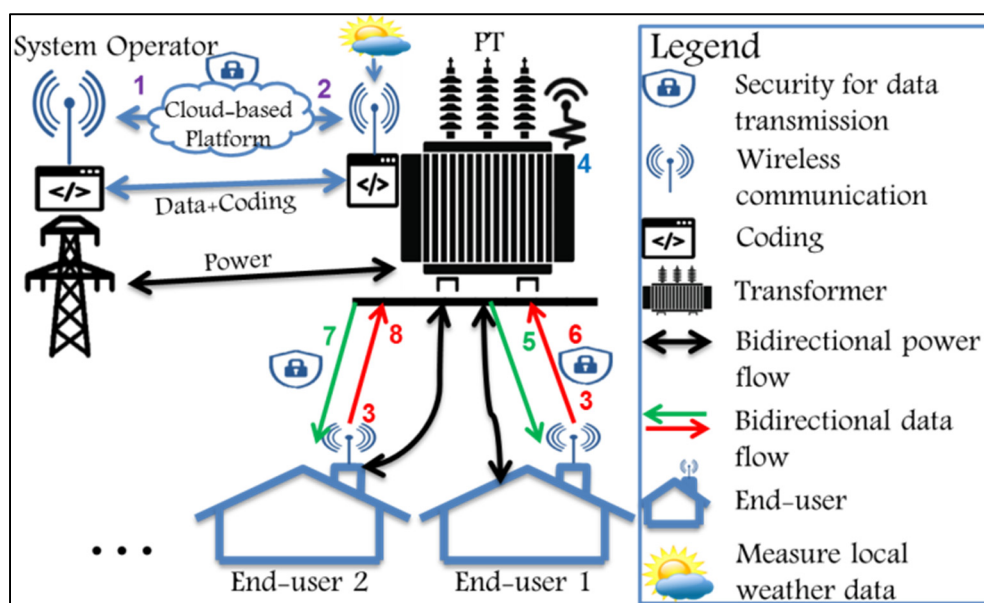 System Operator
PT
1
2
Cloud-based
Platform
</>
</>
4
Data+Coding
Power
7
8
5
6
3
3
...
End-user 2
End-user 1
Legend
Security for data
transmission
Wireless
communication
</>
Coding
Transformer
Bidirectional power
flow
Bidirectional data
flow
End-user
Measure local
weather data